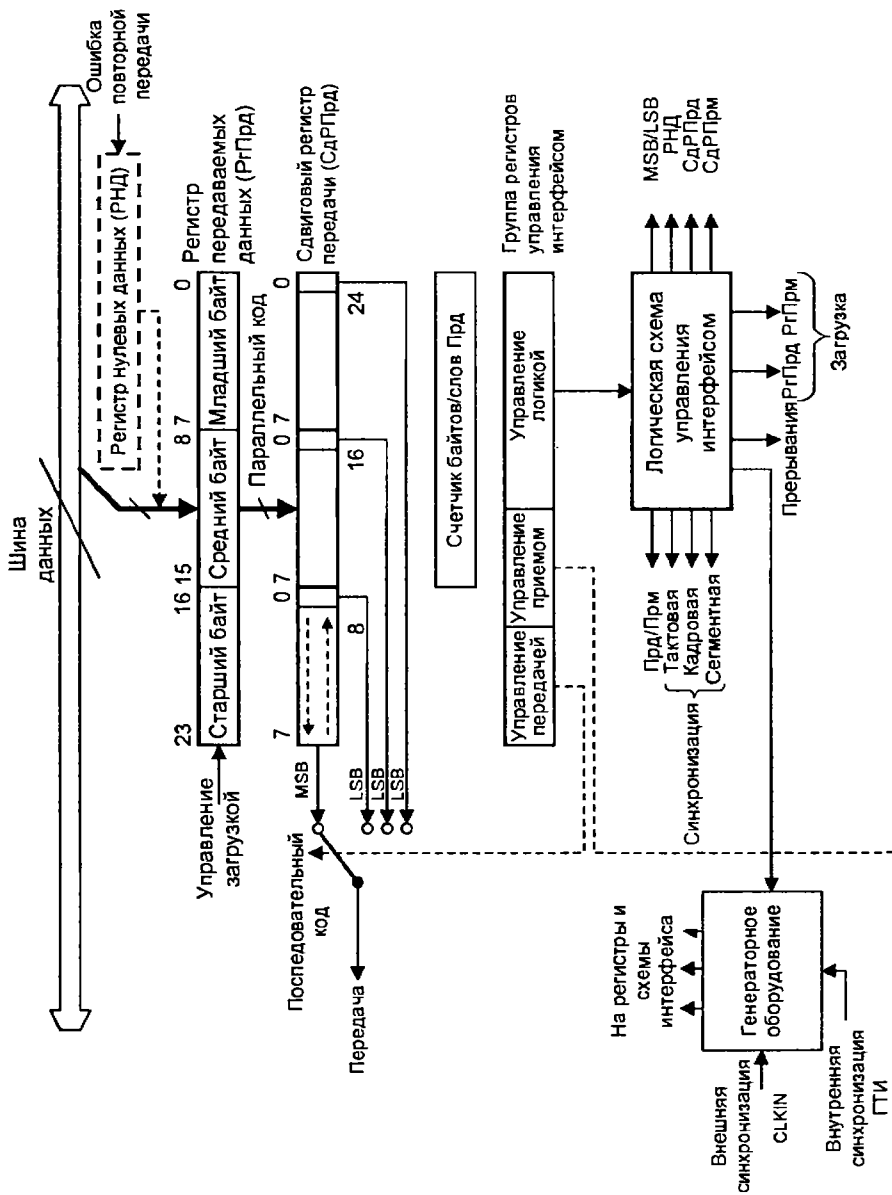 Шина
данных
Ошибка
повторной
передачи
Регистр нулевых данных (РНД)
Управление
загрузкой
23
16 15
8 7
0
Старший байт
Средний байт
Младший байт
Регистр
передаваемых
данных (РгПрд)
Параллельный код
7
0 7
0 7
0
Сдвиговый регистр
передачи (СдРПрд)
MSB
LSB
LSB
LSB
8
16
24
Последовательный
код
Передача
Счетчик байтов/слов Прд
Управление
передачей
Управление
приемом
Управление
логикой
Группа регистров
управления
интерфейсом
Прд/Прм
Тактовая
Кадровая
Сегментная
Синхронизация
Логическая схема
управления
интерфейсом
MSB/LSB
РНД
СдРПрд
СдРПрм
Прерывания
РгПрд
РгПрм
Загрузка
На регистры и
схемы
интерфейса
Генераторное
оборудование
Внешняя
синхронизация
CLKIN
Внутренняя
синхронизация
ГТИ